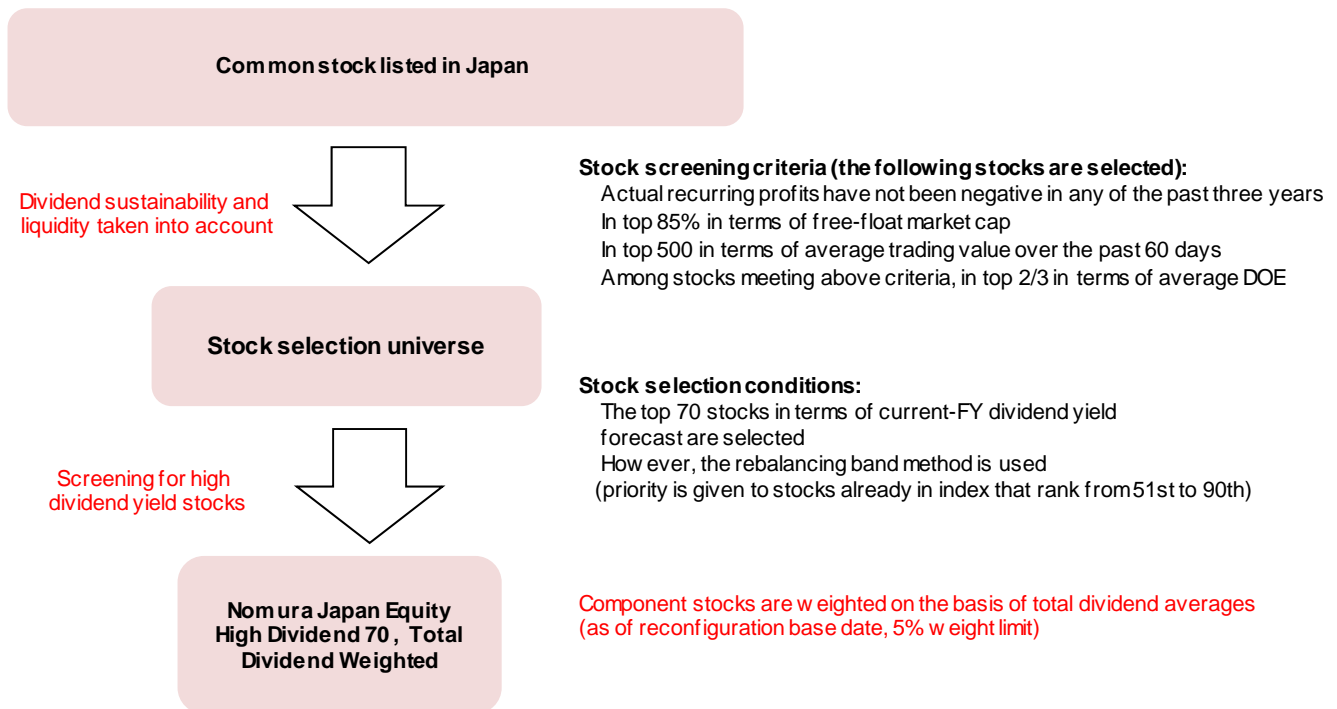 Common stock listed in Japan
Dividend sustainability and
liquidity taken into account
Stock screening criteria (the following stocks are selected):
Actual recurring profits have not been negative in any of the past three years
In top 85% in terms of free-float market cap
In top 500 in terms of average trading value over the past 60 days
Among stocks meeting above criteria, in top 2/3 in terms of average DOE
Stock selection universe
Stock selection conditions:
The top 70 stocks in terms of current-FY dividend yield
forecast are selected
However, the rebalancing band method is used
(priority is given to stocks already in index that rank from 51st to 90th)
Screening for high
dividend yield stocks
Nomura Japan Equity
High Dividend 70 , Total
Dividend Weighted
Component stocks are weighted on the basis of total dividend averages
(as of reconfiguration base date, 5% weight limit)